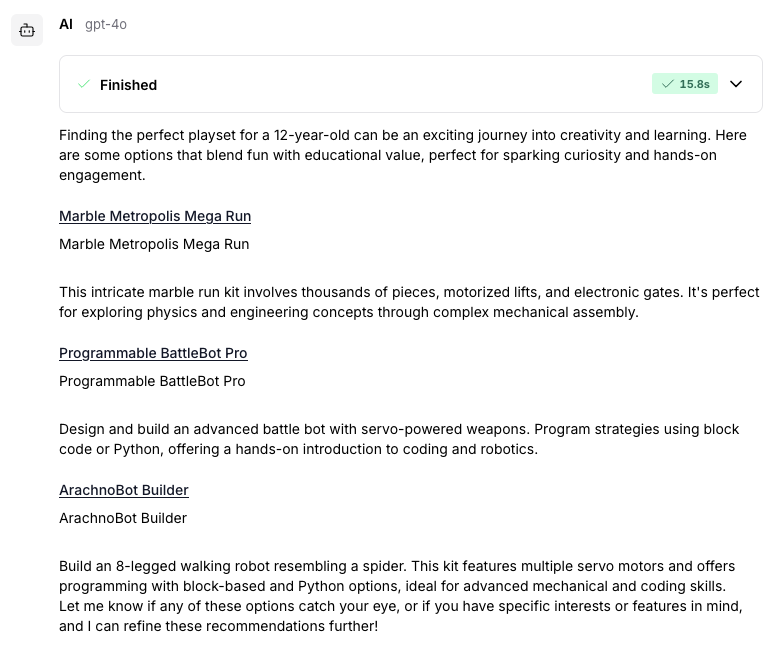 AI gpt-4o
Finished 15.8s
Finding the perfect playset for a 12-year-old can be an exciting journey into creativity and learning. Here
are some options that blend fun with educational value, perfect for sparking curiosity and hands-on
engagement.
Marble Metropolis Mega Run
Marble Metropolis Mega Run
This intricate marble run kit involves thousands of pieces, motorized lifts, and electronic gates. It's perfect
for exploring physics and engineering concepts through complex mechanical assembly.
Programmable BattleBot Pro
Programmable BattleBot Pro
Design and build an advanced battle bot with servo-powered weapons. Program strategies using block
code or Python, offering a hands-on introduction to coding and robotics.
ArachnoBot Builder
ArachnoBot Builder
Build an 8-legged walking robot resembling a spider. This kit features multiple servo motors and offers
programming with block-based and Python options, ideal for advanced mechanical and coding skills.
Let me know if any of these options catch your eye, or if you have specific interests or features in mind,
and I can refine these recommendations further!